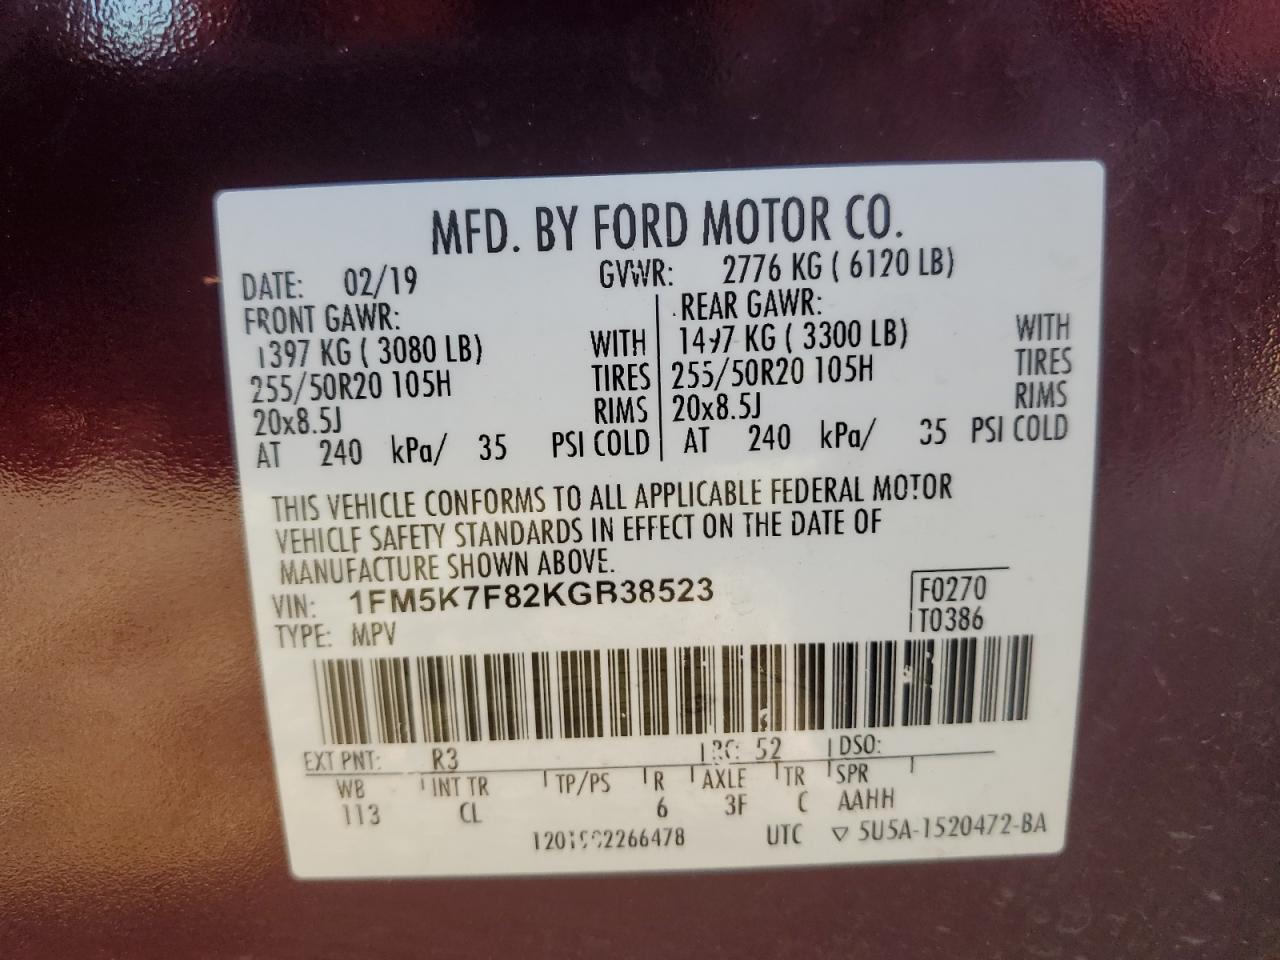 MFD. BY FORD MOTOR CO.
DATE: 02/19 GVWR: 2776 KG ( 6120 LB)
FRONT GAWR: REAR GAWR:
1397 KG ( 3080 LB) WITH 1497 KG ( 3300 LB) WITH
255/50R20 105H TIRES 255/50R20 105H TIRES
20x8.5J RIMS 20x8.5J RIMS
AT 240 kPa/ 35 PSI COLD AT 240 kPa/ 35 PSI COLD
THIS VEHICLE CONFORMS TO ALL APPLICABLE FEDERAL MOTOR
VEHICLE SAFETY STANDARDS IN EFFECT ON THE DATE OF
MANUFACTURE SHOWN ABOVE.
VIN: 1FM5K7F82KGB38523 F0270
TYPE: MPV T0386
EXT PNT: R3 RC: 52 DSO:
WB INT TR TP/PS R AXLE TR SPR
113 CL 6 3F C AAHH
UTC ▽ 5U5A-1520472-BA